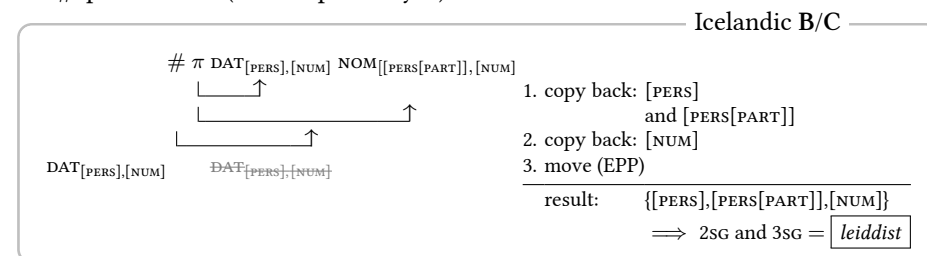 Icelandic B/C
# π DAT[PERS],[NUM] NOM[[PERS[PART]],[NUM]
1. copy back: [PERS]
and [PERS[PART]]
2. copy back: [NUM]
DAT[PERS],[NUM] DAT[PERS],[NUM]
3. move (EPP)
result: {[PERS],[PERS[PART]],[NUM]}
⟹ 2SG and 3SG = leiddist